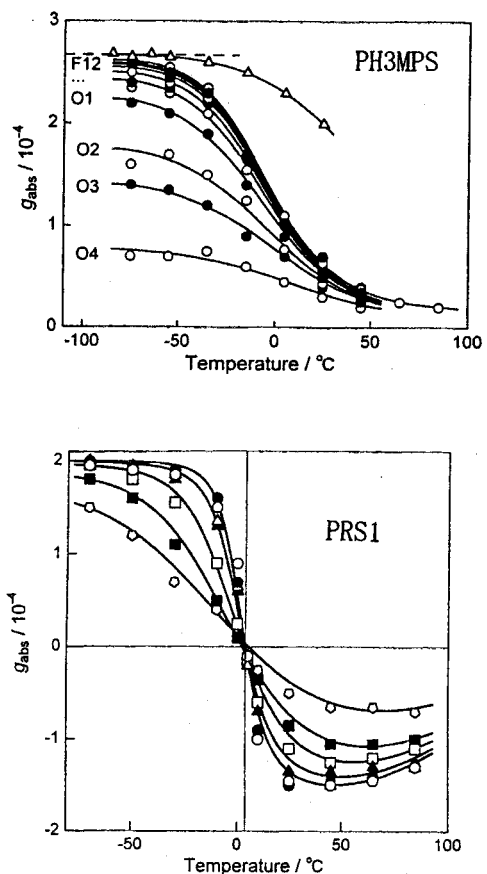 4
PH3MPS
3
F12
...
O1
2
O2
O3
1
O4
0
-100
-50
0
50
100
g_abs / 10⁻⁴
Temperature / °C
2
PRS1
1
0
-1
-2
-50
0
50
100
g_abs / 10⁻⁴
Temperature / °C